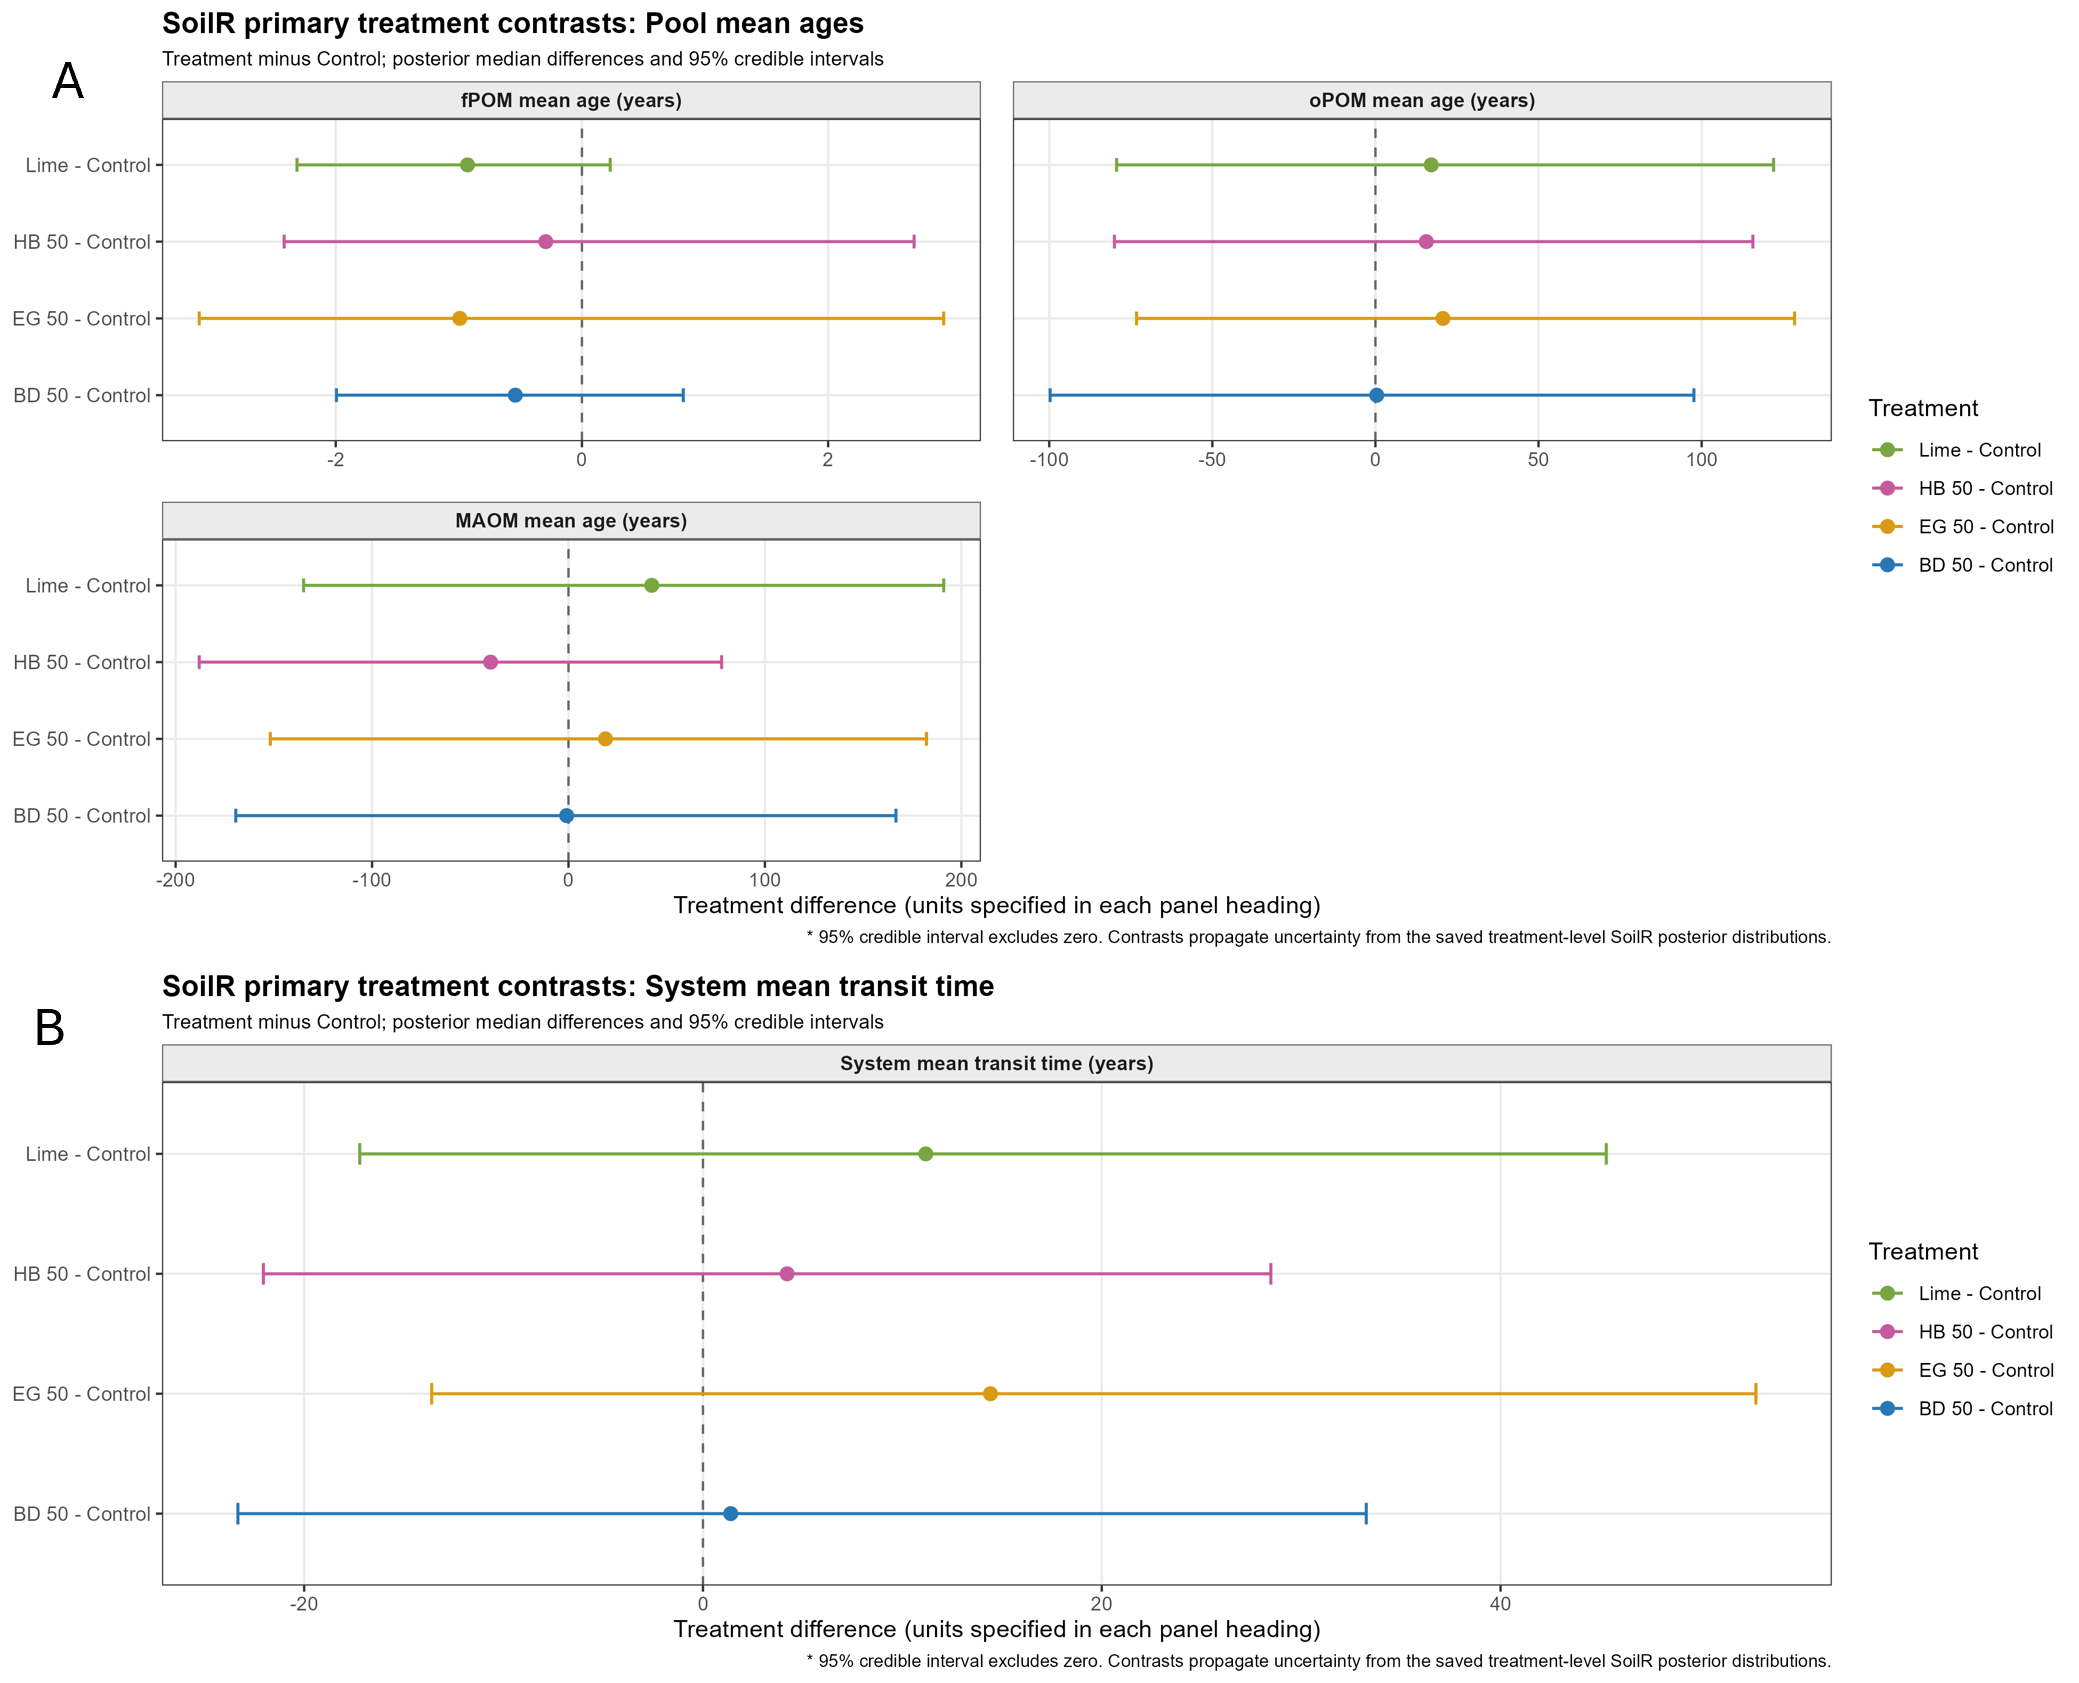 SoilR primary treatment contrasts: Pool mean ages
Treatment minus Control; posterior median differences and 95% credible intervals
A
fPOM mean age (years)
oPOM mean age (years)
Lime - Control
HB 50 - Control
EG 50 - Control
BD 50 - Control
-2 0 2
-100 -50 0 50 100
Treatment
Lime - Control
HB 50 - Control
EG 50 - Control
BD 50 - Control
MAOM mean age (years)
Lime - Control
HB 50 - Control
EG 50 - Control
BD 50 - Control
-200 -100 0 100 200
Treatment difference (units specified in each panel heading)
* 95% credible interval excludes zero. Contrasts propagate uncertainty from the saved treatment-level SoilR posterior distributions.
SoilR primary treatment contrasts: System mean transit time
B
Treatment minus Control; posterior median differences and 95% credible intervals
System mean transit time (years)
Lime - Control
HB 50 - Control
EG 50 - Control
BD 50 - Control
-20 0 20 40
Treatment
Lime - Control
HB 50 - Control
EG 50 - Control
BD 50 - Control
Treatment difference (units specified in each panel heading)
* 95% credible interval excludes zero. Contrasts propagate uncertainty from the saved treatment-level SoilR posterior distributions.